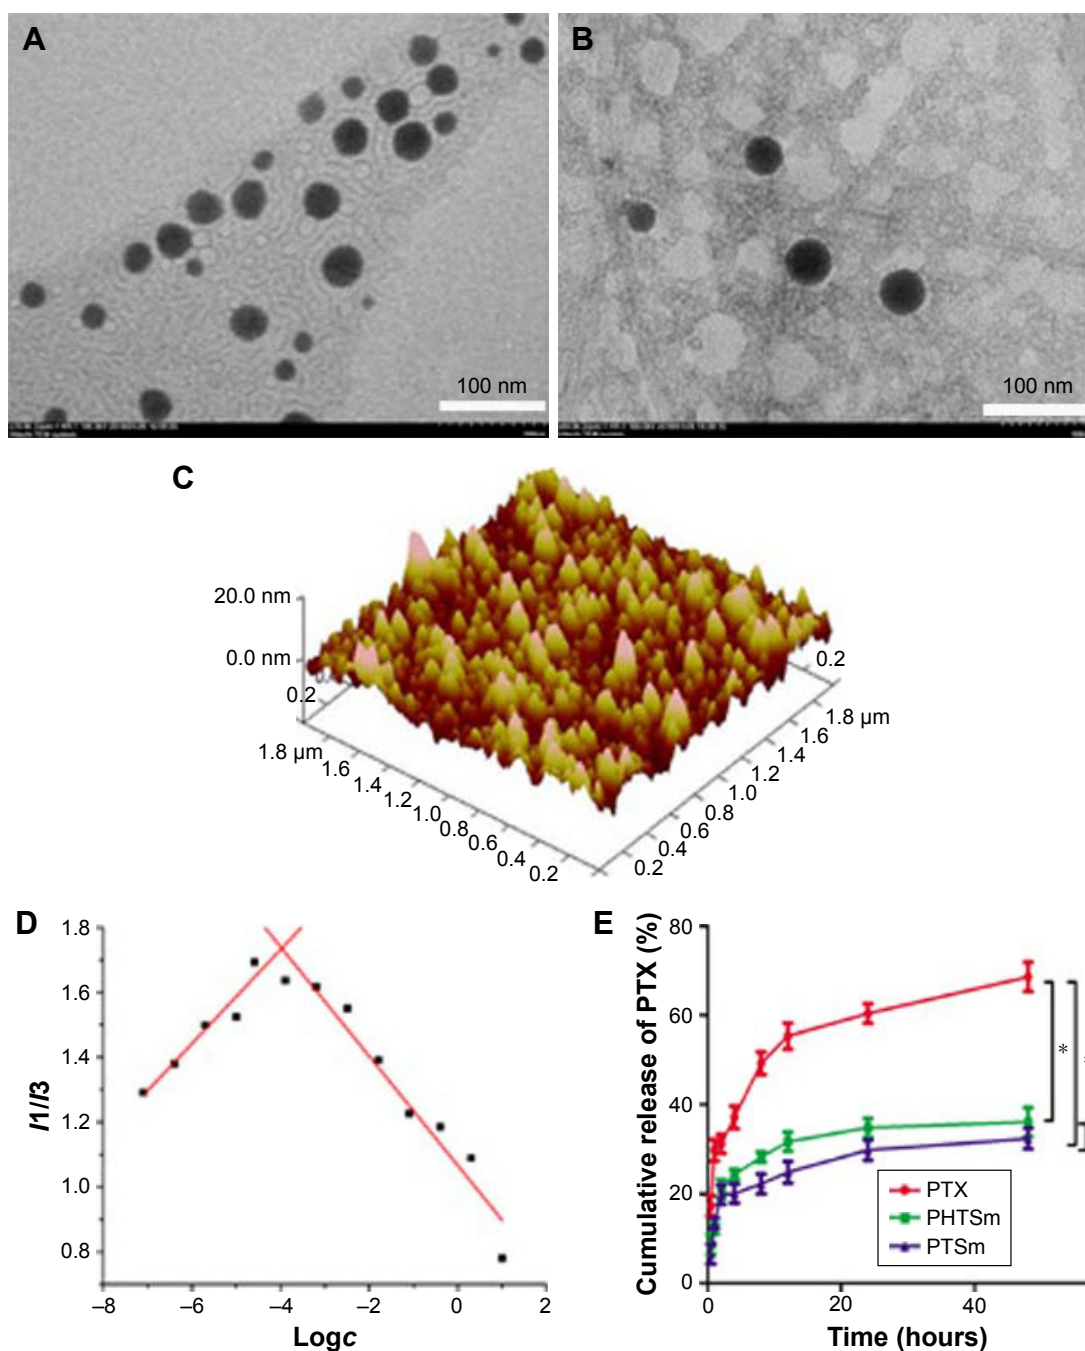 A
100 nm
B
100 nm
C
20.0 nm
0.0 nm
0.2
1.8 µm
1.6
1.4
1.2
1.0
0.8
0.6
0.4
0.2
0.2
0.4
0.6
0.8
1.0
1.2
1.4
1.6
1.8 µm
0.2
D
I1/I3
1.8
1.6
1.4
1.2
1.0
0.8
–8
–6
–4
–2
0
2
Logc
E
Cumulative release of PTX (%)
80
60
40
20
0
*
PTX
PHTSm
PTSm
0
20
40
Time (hours)